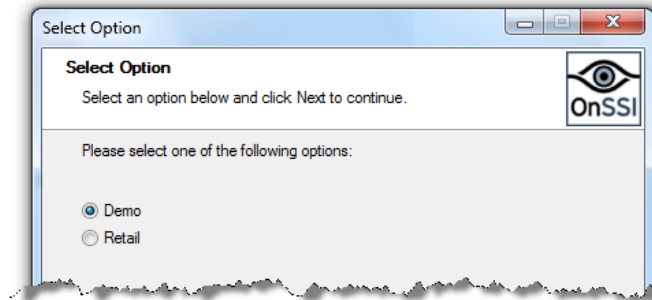 Select Option
Select Option
Select an option below and click Next to continue.
OnSSI
Please select one of the following options:
Demo
Retail